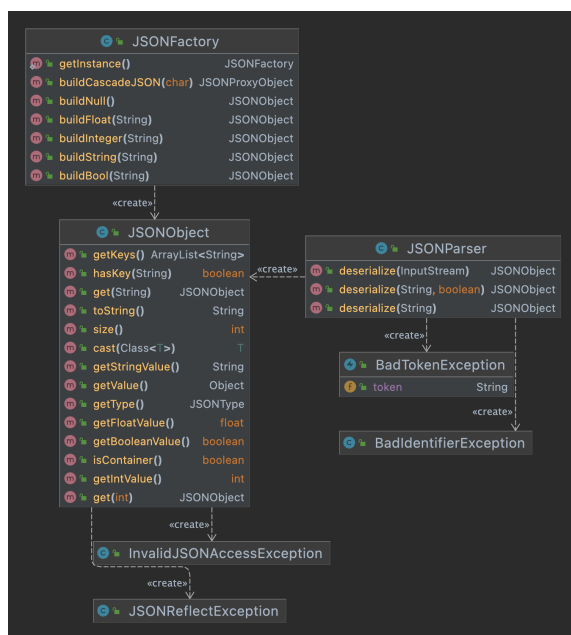 JSONFactory
getInstance() JSONFactory
buildCascadeJSON(char) JSONProxyObject
buildNull() JSONObject
buildFloat(String) JSONObject
buildInteger(String) JSONObject
buildString(String) JSONObject
buildBool(String) JSONObject
«create»
JSONObject
getKeys() ArrayList<String>
hasKey(String) boolean
get(String) JSONObject
toString() String
size() int
cast(Class<T>) T
getStringValue() String
getValue() Object
getType() JSONType
getFloatValue() float
getBooleanValue() boolean
isContainer() boolean
getIntValue() int
get(int) JSONObject
«create»
JSONParser
deserialize(InputStream) JSONObject
deserialize(String, boolean) JSONObject
deserialize(String) JSONObject
«create»
BadTokenException
token String
«create»
BadIdentifierException
«create»
InvalidJSONAccessException
«create»
JSONReflectException